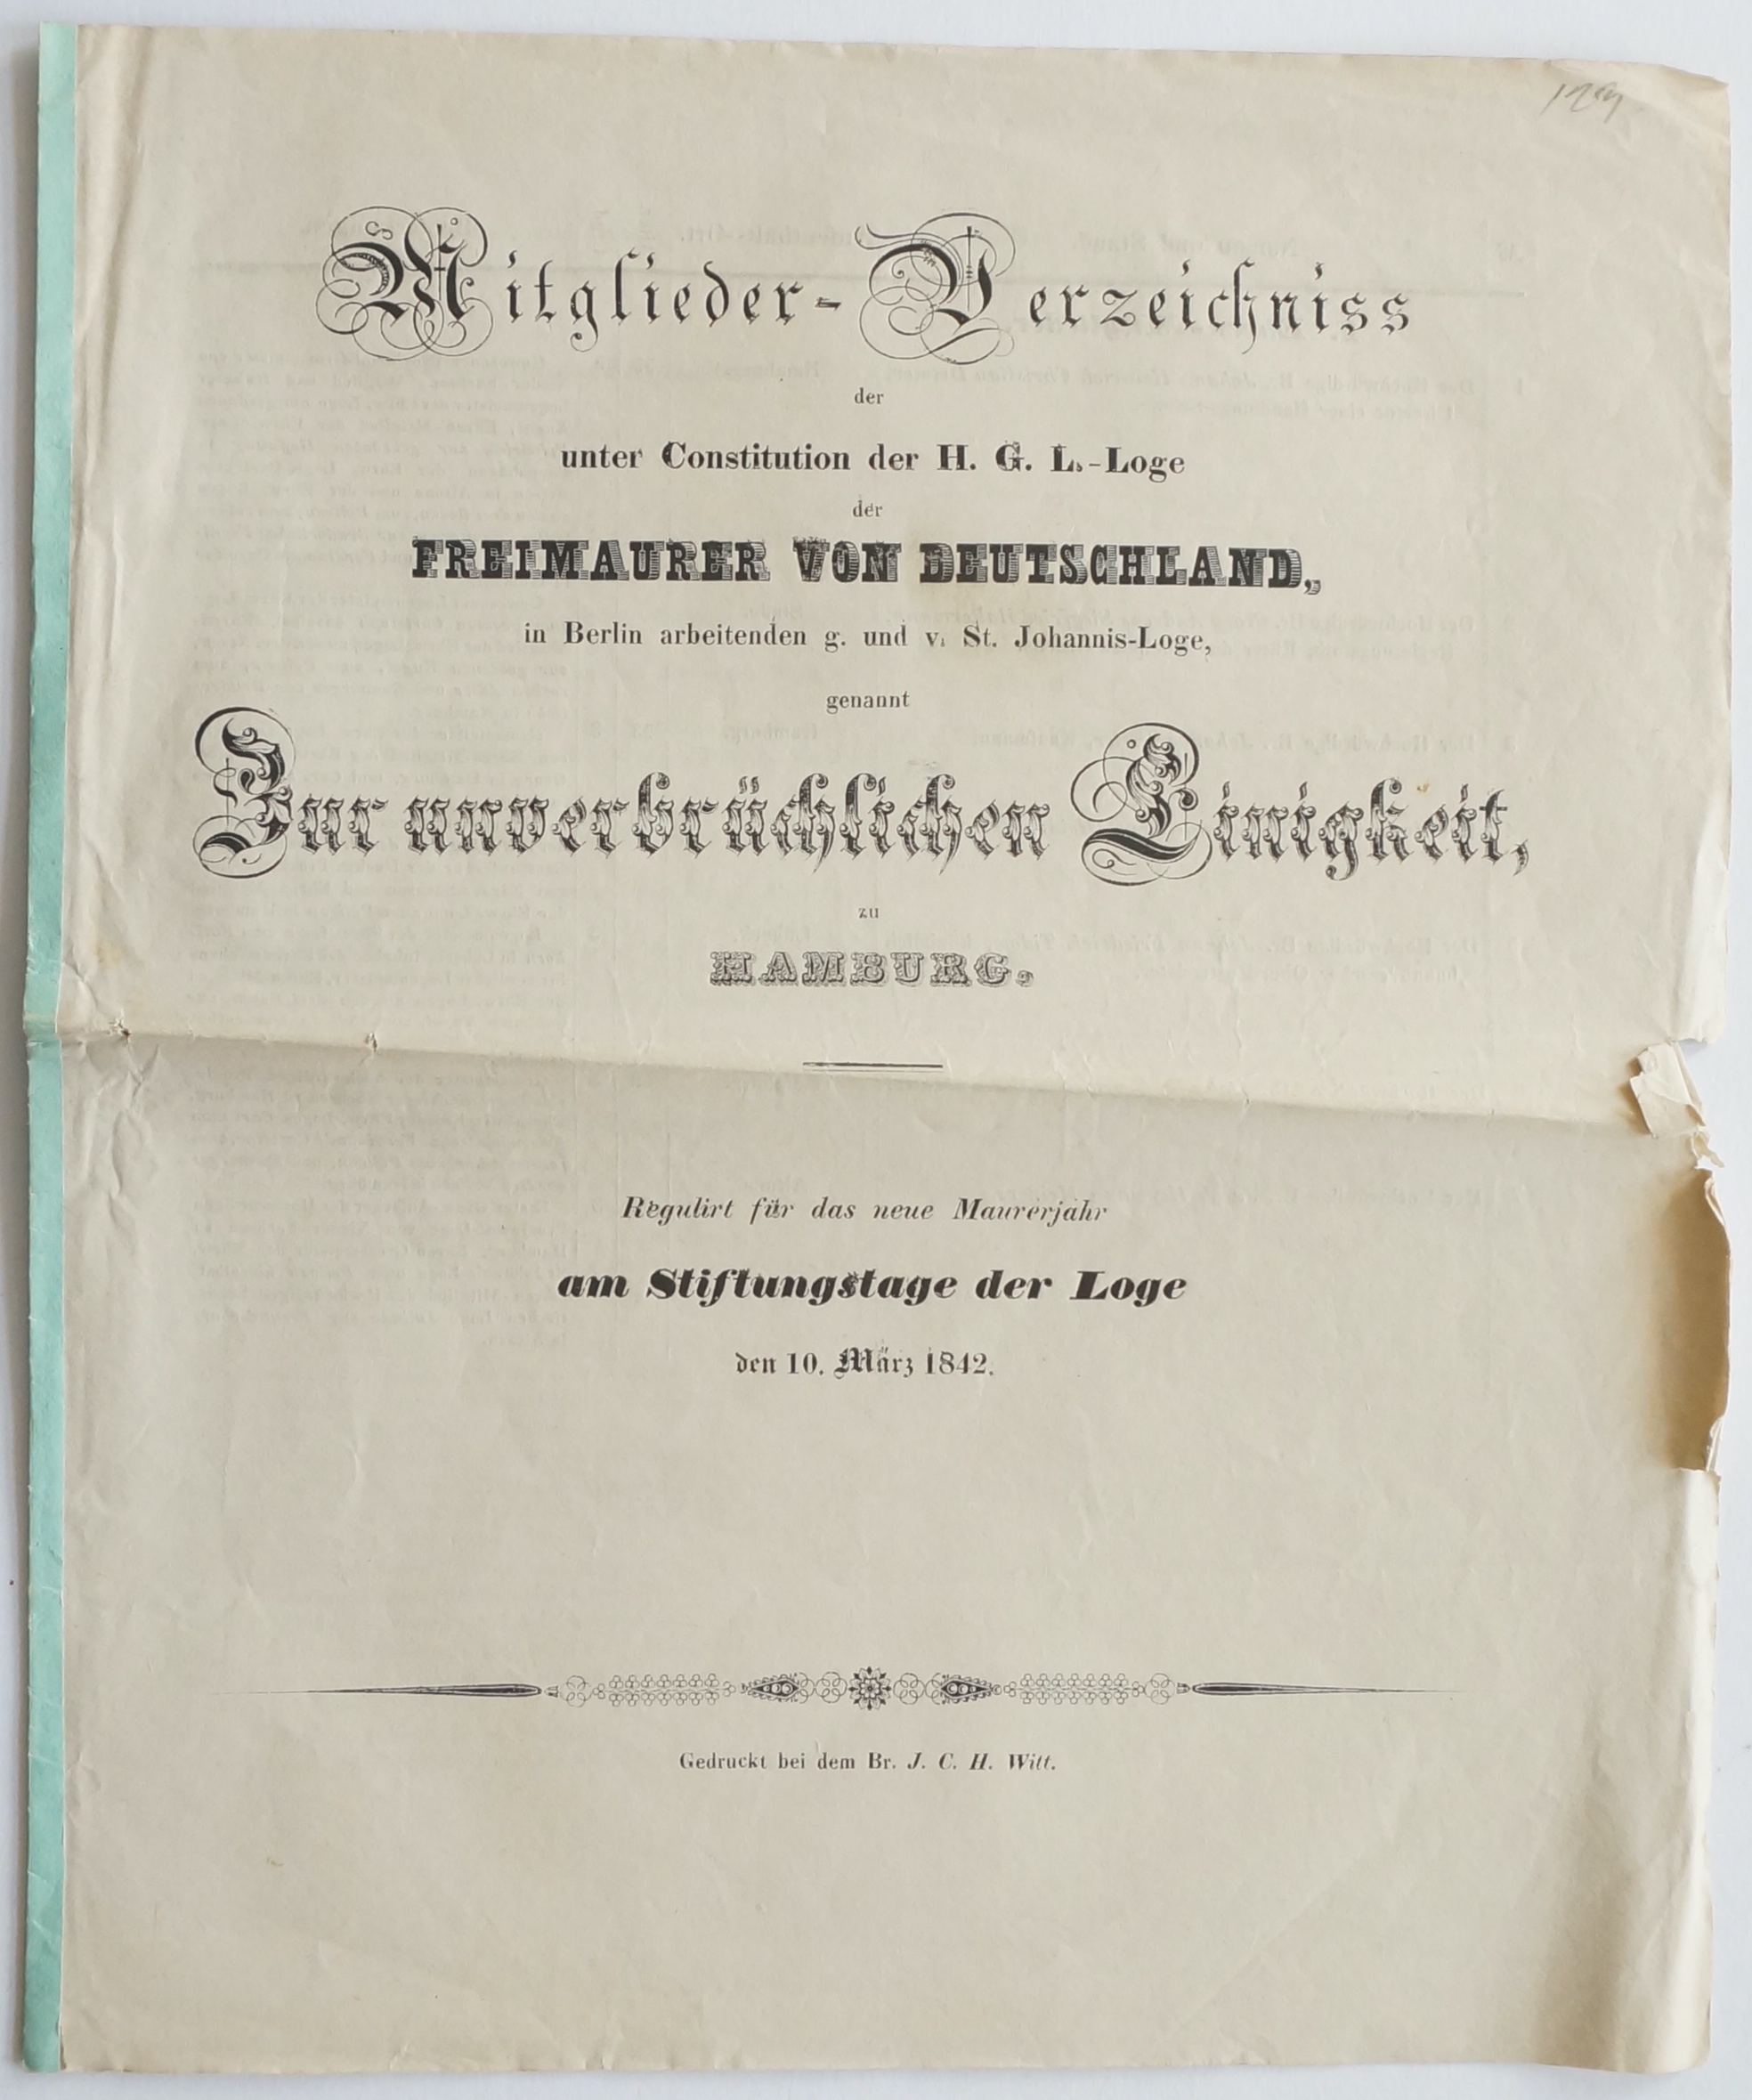 Mitglieder-Verzeichniss
der
unter Constitution der H. G. L.-Loge
der
FREIMAURER VON DEUTSCHLAND,
in Berlin arbeitenden g. und v. St. Johannis-Loge,
genannt
Zur unverbrüchlichen Einigkeit,
zu
HAMBURG.
Regulirt für das neue Maurerjahr
am Stiftungstage der Loge
den 10. März 1842.
Gedruckt bei dem Br. J. C. H. Witt.